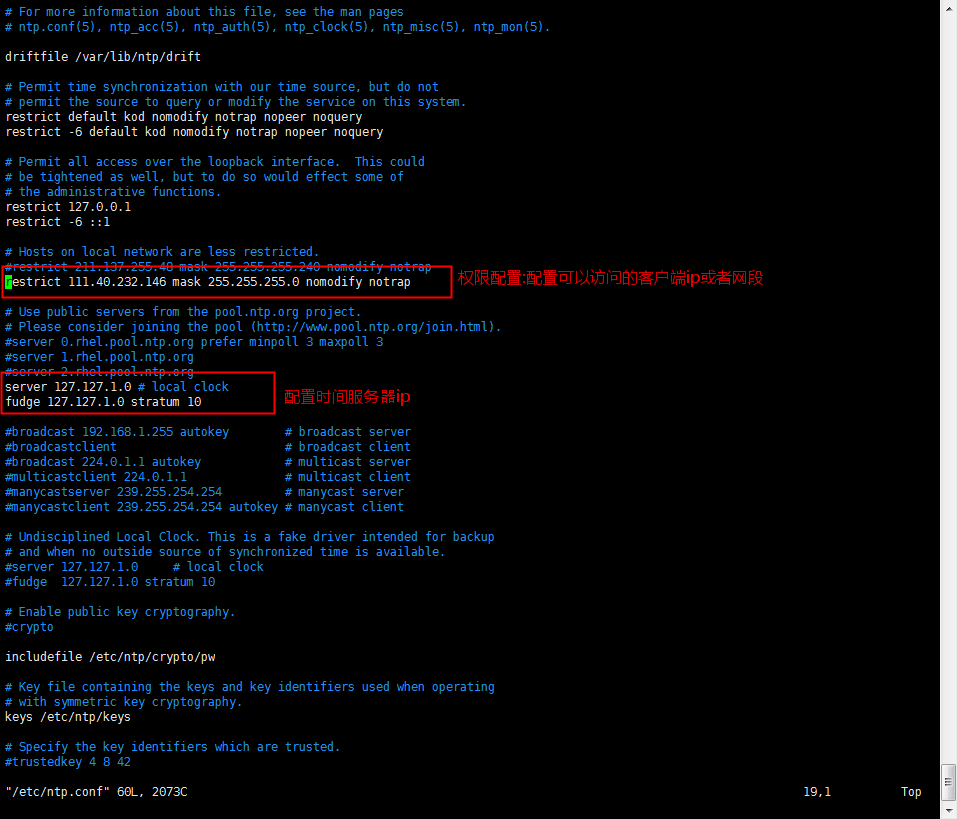 # For more information about this file, see the man pages
# ntp.conf(5), ntp_acc(5), ntp_auth(5), ntp_clock(5), ntp_misc(5), ntp_mon(5).
driftfile /var/lib/ntp/drift
# Permit time synchronization with our time source, but do not
# permit the source to query or modify the service on this system.
restrict default kod nomodify notrap nopeer noquery
restrict -6 default kod nomodify notrap nopeer noquery
# Permit all access over the loopback interface.  This could
# be tightened as well, but to do so would effect some of
# the administrative functions.
restrict 127.0.0.1
restrict -6 ::1
# Hosts on local network are less restricted.
#restrict 211.137.255.48 mask 255.255.255.240 nomodify notrap
restrict 111.40.232.146 mask 255.255.255.0 nomodify notrap
权限配置:配置可以访问的客户端ip或者网段
# Use public servers from the pool.ntp.org project.
# Please consider joining the pool (http://www.pool.ntp.org/join.html).
#server 0.rhel.pool.ntp.org prefer minpoll 3 maxpoll 3
#server 1.rhel.pool.ntp.org
#server 2.rhel.pool.ntp.org
server 127.127.1.0 # local clock
fudge 127.127.1.0 stratum 10
配置时间服务器ip
#broadcast 192.168.1.255 autokey        # broadcast server
#broadcastclient                        # broadcast client
#broadcast 224.0.1.1 autokey            # multicast server
#multicastclient 224.0.1.1              # multicast client
#manycastserver 239.255.254.254         # manycast server
#manycastclient 239.255.254.254 autokey # manycast client
# Undisciplined Local Clock. This is a fake driver intended for backup
# and when no outside source of synchronized time is available.
#server 127.127.1.0     # local clock
#fudge  127.127.1.0 stratum 10
# Enable public key cryptography.
#crypto
includefile /etc/ntp/crypto/pw
# Key file containing the keys and key identifiers used when operating
# with symmetric key cryptography.
keys /etc/ntp/keys
# Specify the key identifiers which are trusted.
#trustedkey 4 8 42
"/etc/ntp.conf" 60L, 2073C 19,1 Top